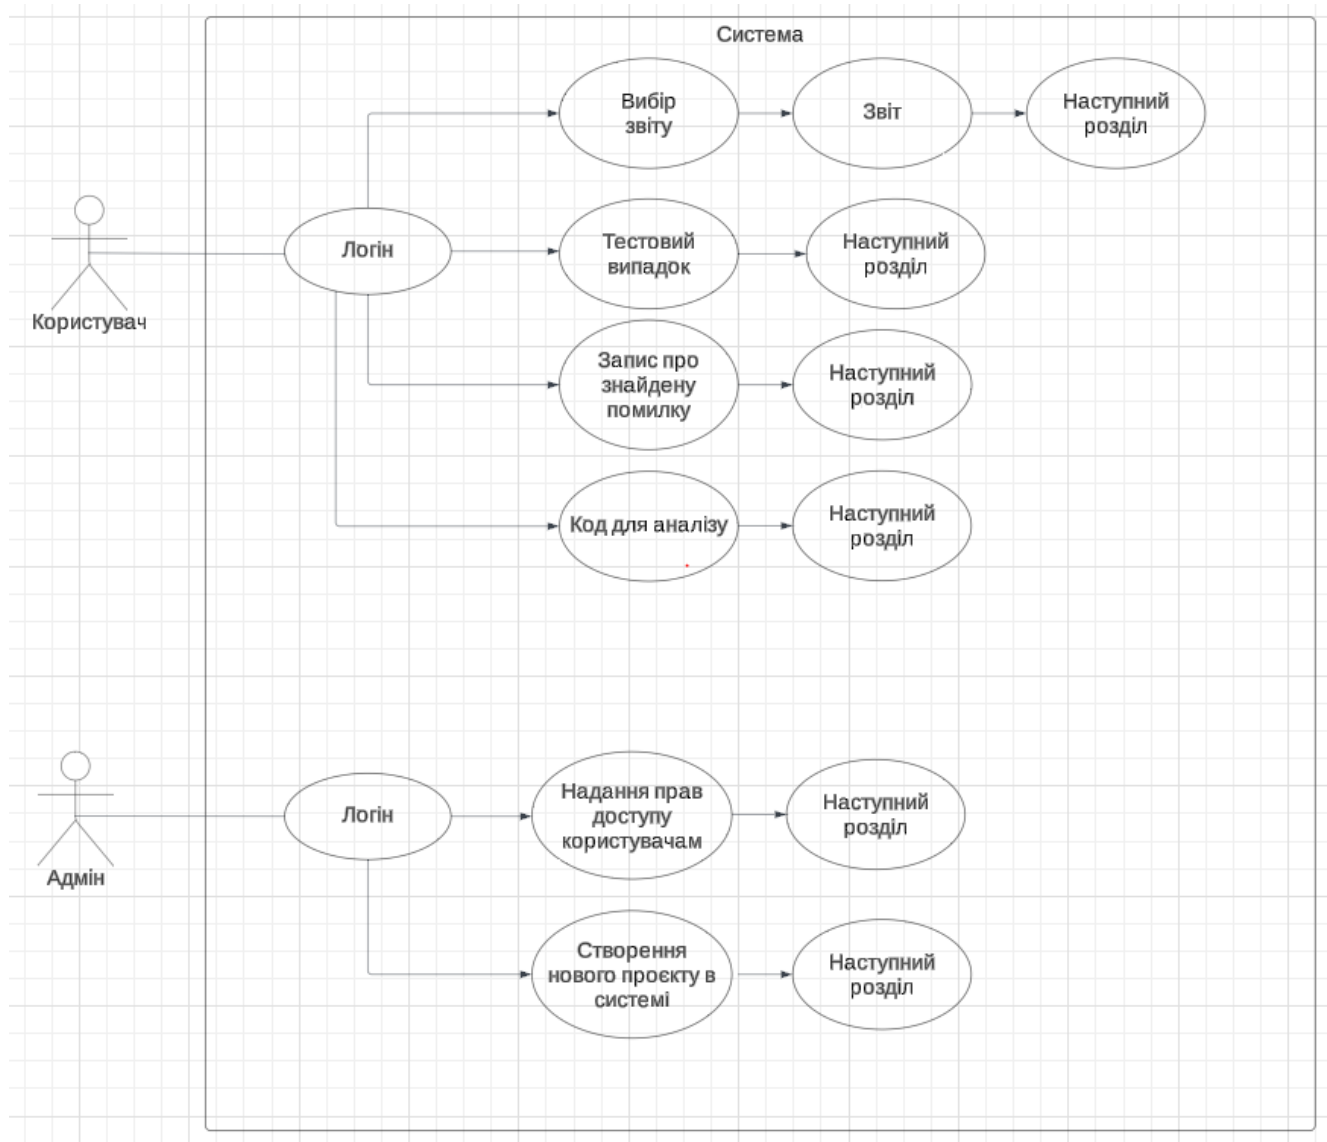 Система
Вибір
звіту
Звіт
Наступний
розділ
Користувач
Логін
Тестовий
випадок
Наступний
розділ
Запис про
знайдену
помилку
Наступний
розділ
Код для аналізу
Наступний
розділ
Адмін
Логін
Надання прав
доступу
користувачам
Наступний
розділ
Створення
нового проєкту в
системі
Наступний
розділ